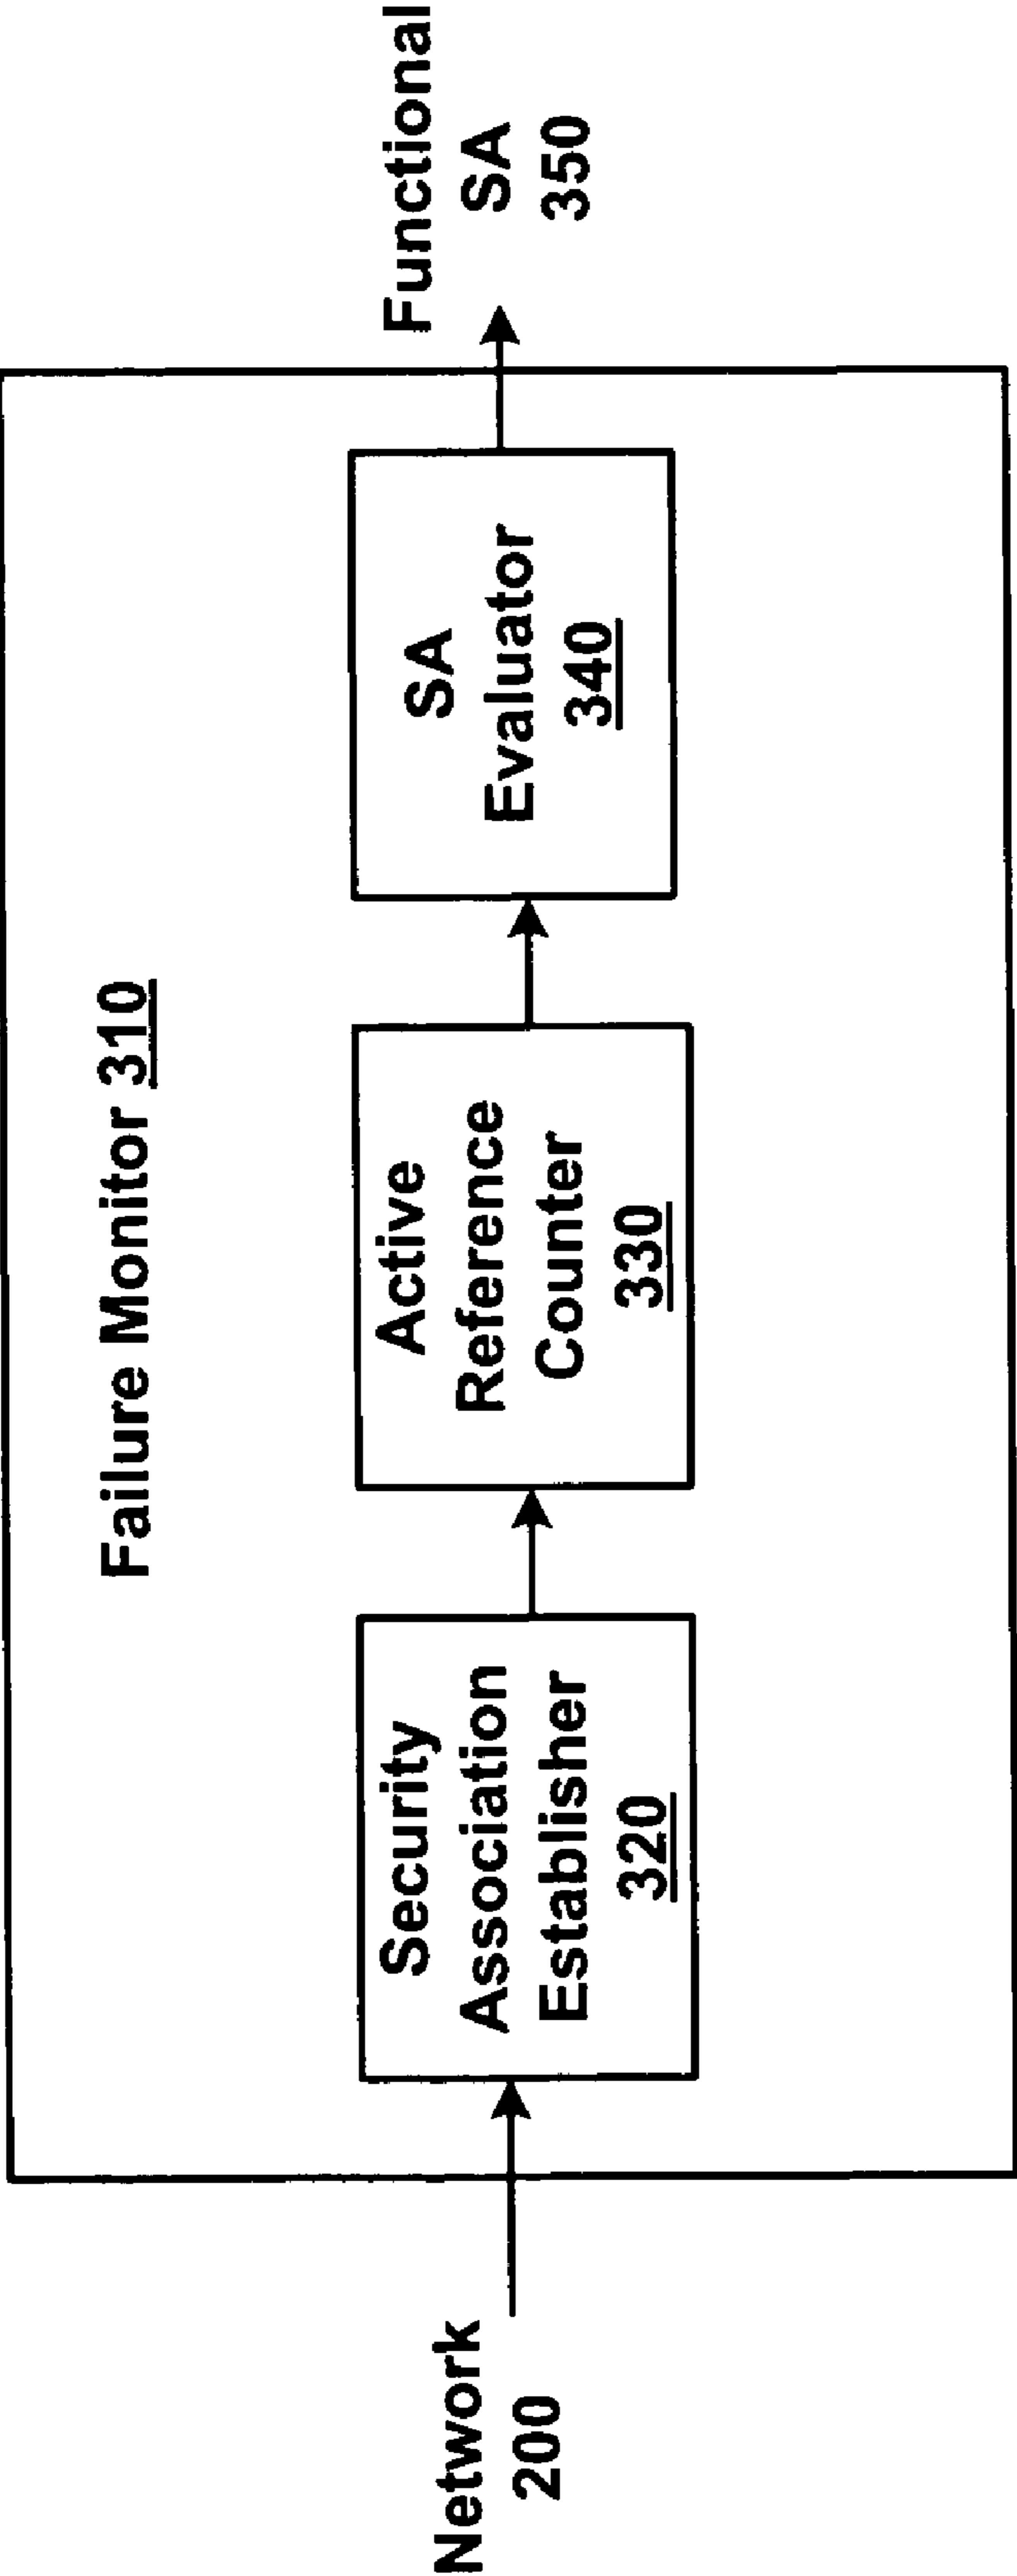 Failure Monitor 310
Network
200
Security
Association
Establisher
320
Active
Reference
Counter
330
SA
Evaluator
340
Functional
SA
350